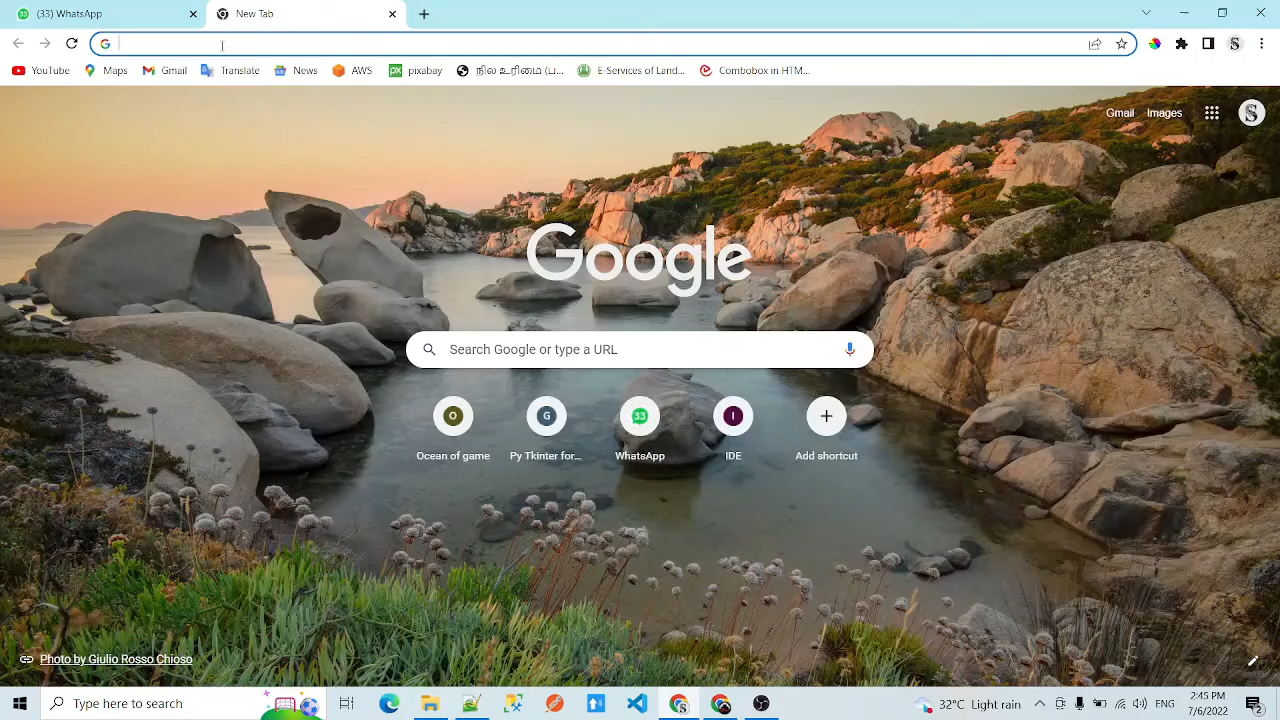 (33) WhatsApp
New Tab
YouTube
Maps
Gmail
Translate
News
AWS
px pixabay
நில உரிமை (ப...
E-Services of Land...
Combobox in HTM...
Gmail
Images
Google
Search Google or type a URL
Ocean of game
Py Tkinter for...
WhatsApp
IDE
Add shortcut
Photo by Giulio Rosso Chioso
Type here to search
32°C Light rain
ENG
2:45 PM
7/6/2022